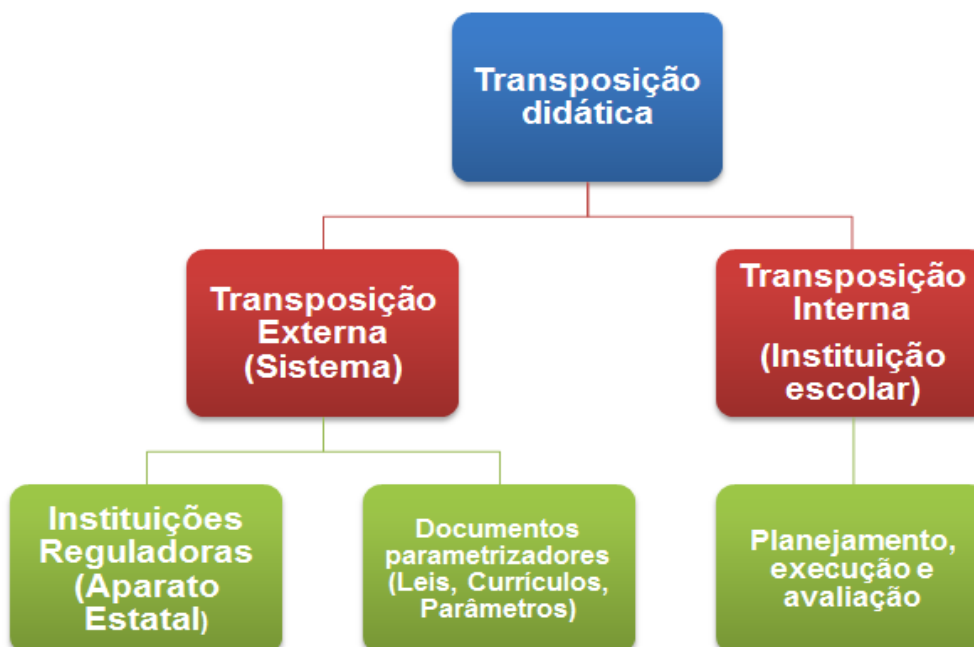 Transposição
didática
Transposição
Externa
(Sistema)
Transposição
Interna
(Instituição
escolar)
Instituições
Reguladoras
(Aparato
Estatal)
Documentos
parametrizadores
(Leis, Currículos,
Parâmetros)
Planejamento,
execução e
avaliação